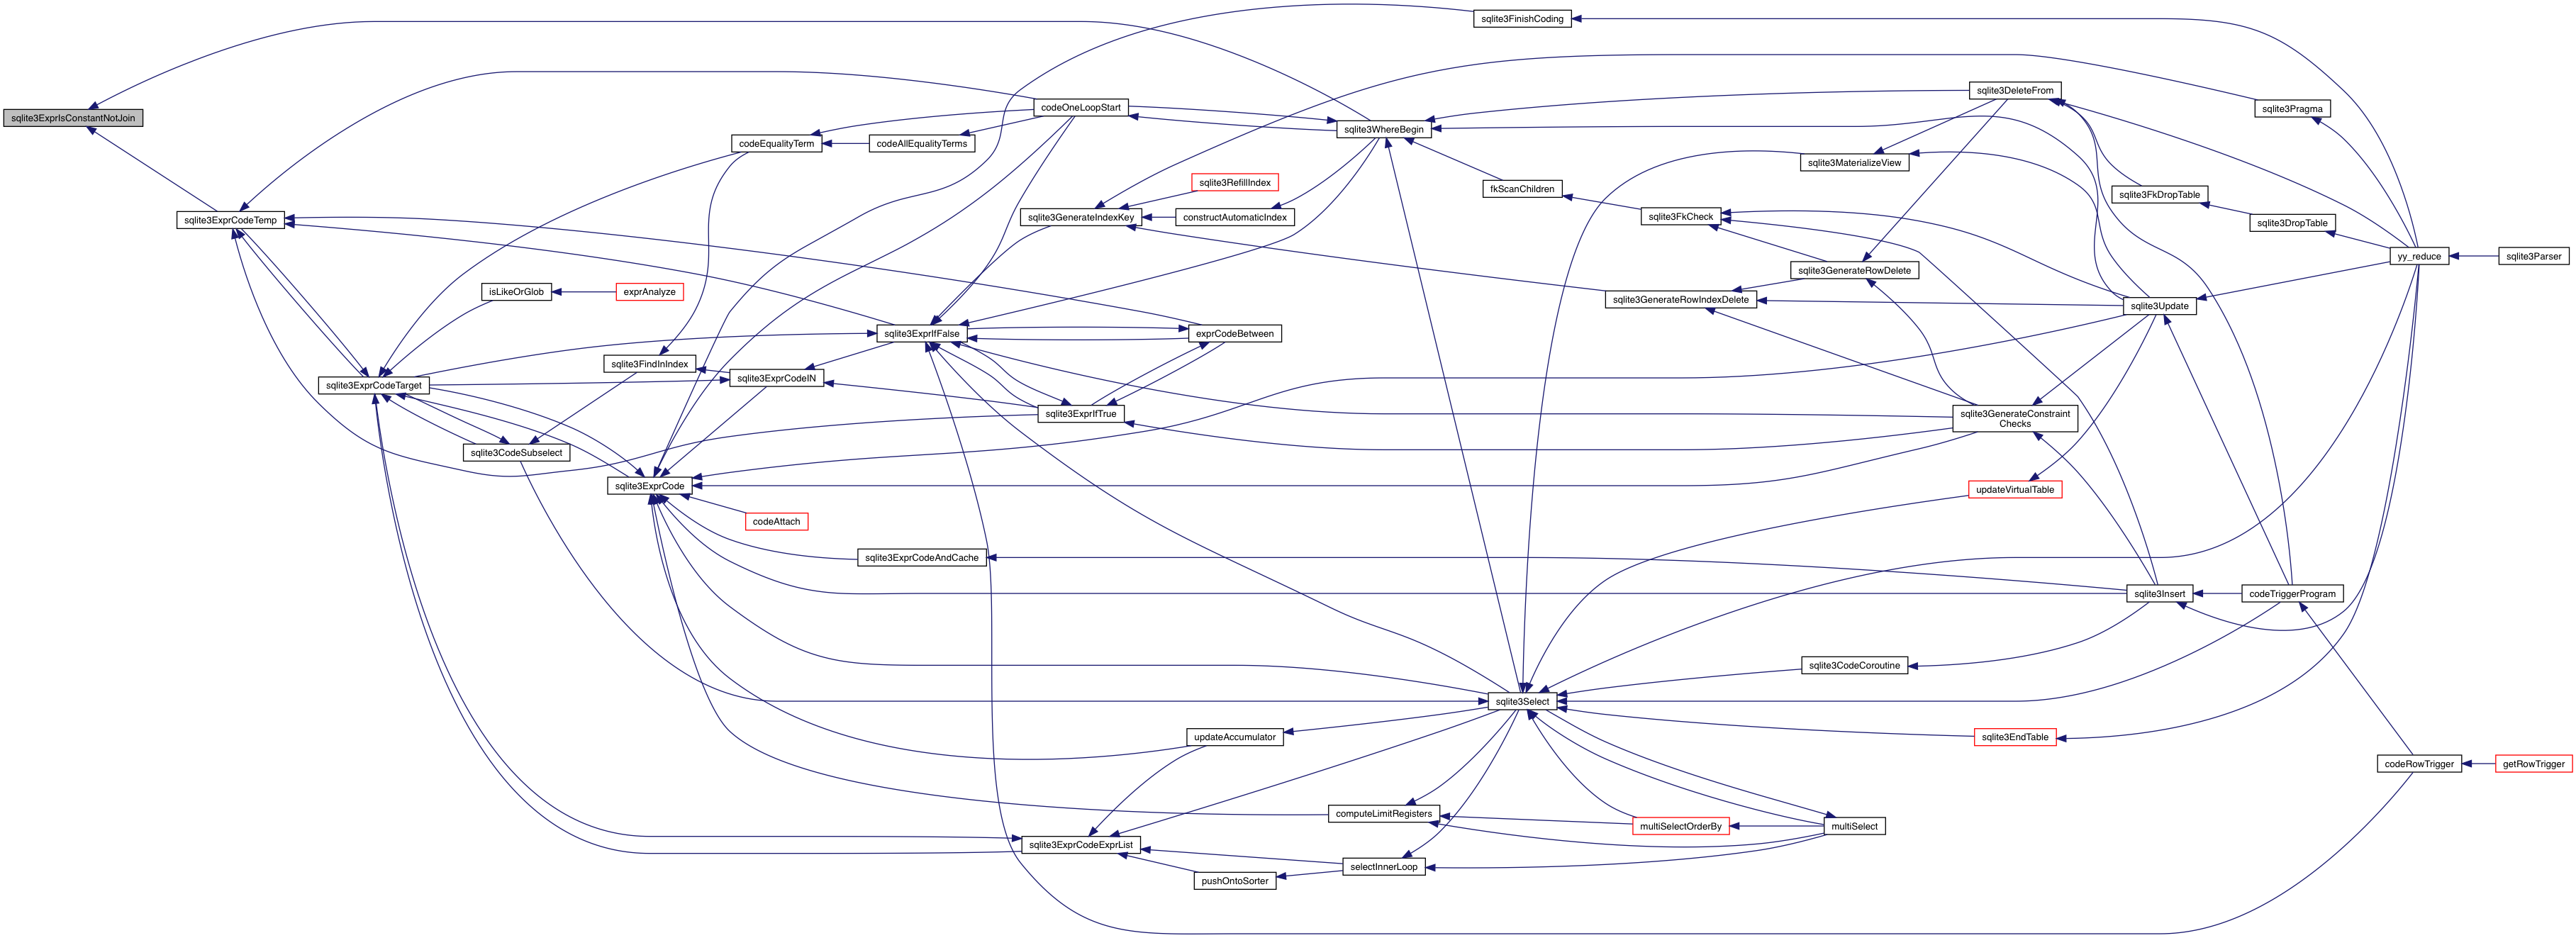 sqlite3FinishCoding
sqlite3ExprIsConstantNotJoin
codeOneLoopStart
sqlite3DeleteFrom
sqlite3Pragma
codeEqualityTerm
codeAllEqualityTerms
sqlite3WhereBegin
sqlite3MaterializeView
sqlite3RefillIndex
fkScanChildren
sqlite3FkDropTable
sqlite3ExprCodeTemp
sqlite3GenerateIndexKey
constructAutomaticIndex
sqlite3FkCheck
sqlite3DropTable
yy_reduce
sqlite3Parser
sqlite3GenerateRowDelete
isLikeOrGlob
exprAnalyze
sqlite3GenerateRowIndexDelete
sqlite3Update
sqlite3ExprIfFalse
exprCodeBetween
sqlite3FindInIndex
sqlite3ExprCodeTarget
sqlite3ExprCodeIN
sqlite3ExprIfTrue
sqlite3GenerateConstraint
Checks
sqlite3CodeSubselect
sqlite3ExprCode
updateVirtualTable
codeAttach
sqlite3ExprCodeAndCache
sqlite3Insert
codeTriggerProgram
sqlite3CodeCoroutine
sqlite3Select
updateAccumulator
sqlite3EndTable
codeRowTrigger
getRowTrigger
computeLimitRegisters
multiSelectOrderBy
multiSelect
sqlite3ExprCodeExprList
selectInnerLoop
pushOntoSorter